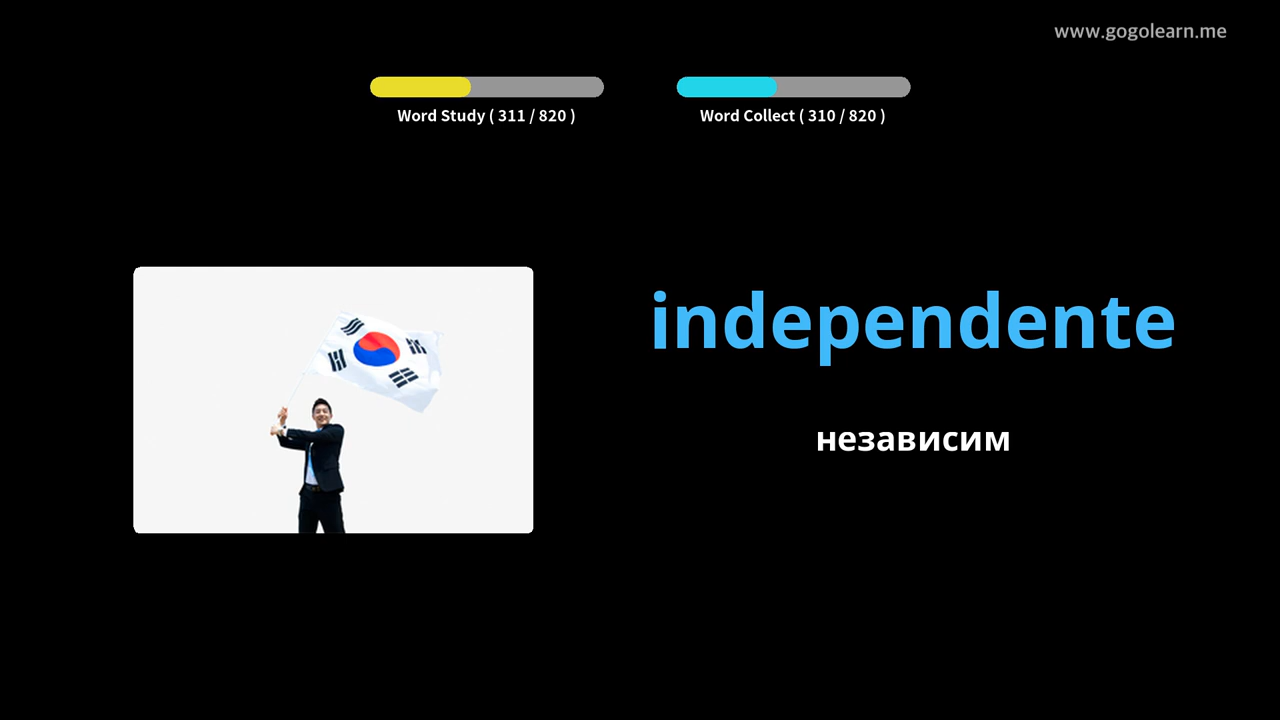 www.gogolearn.me
Word Study ( 311 / 820 )
Word Collect ( 310 / 820 )
independente
независим